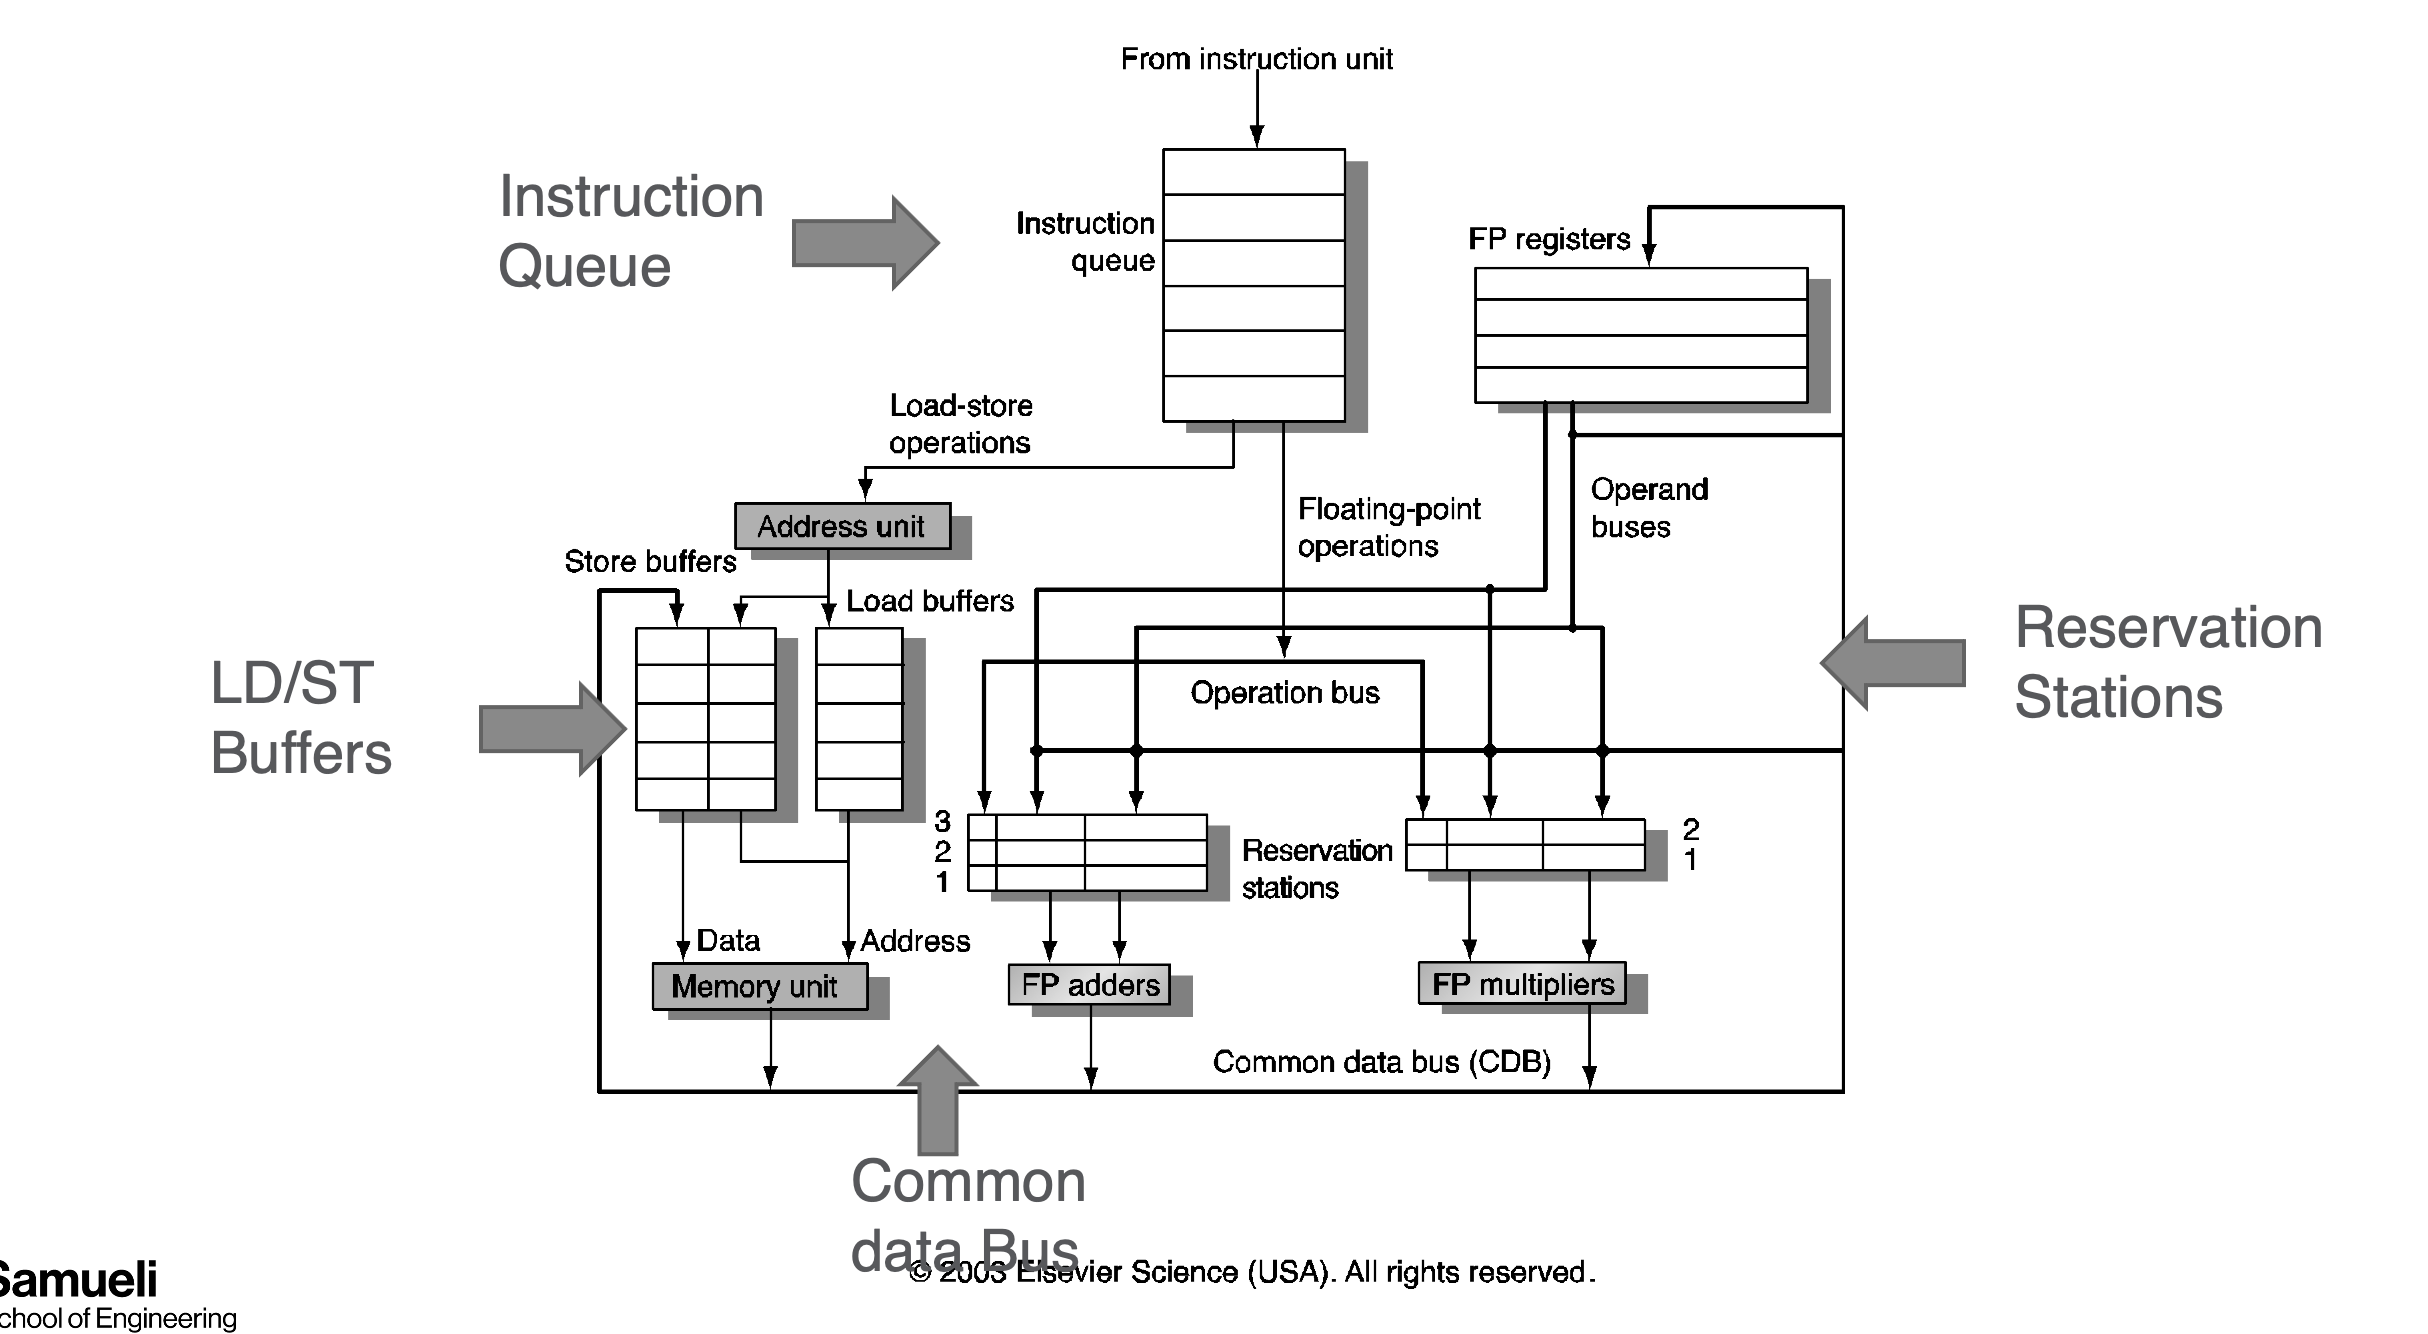 From instruction unit
Instruction
Queue
Instruction
queue
FP registers
Load-store
operations
Operand
buses
Floating-point
operations
Address unit
Store buffers
Load buffers
Reservation
Stations
LD/ST
Buffers
Operation bus
3
2
1
Reservation
stations
2
1
Data
Address
Memory unit
FP adders
FP multipliers
Common data bus (CDB)
Common
data Bus
© 2003 Elsevier Science (USA). All rights reserved.
Samueli
School of Engineering